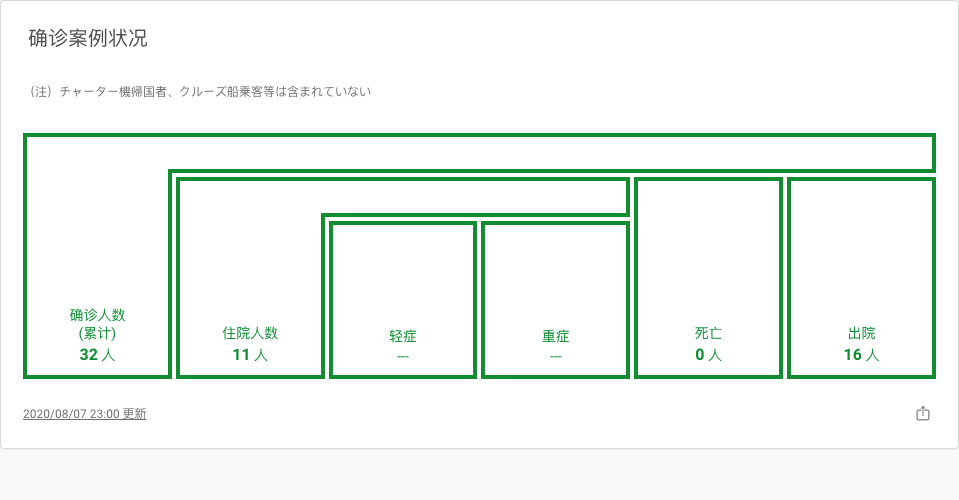 确诊案例状况
（注）チャーター機帰国者、クルーズ船乗客等は含まれていない
确诊人数
(累计)
32 人
住院人数
11 人
轻症
---
重症
---
死亡
0 人
出院
16 人
2020/08/07 23:00 更新